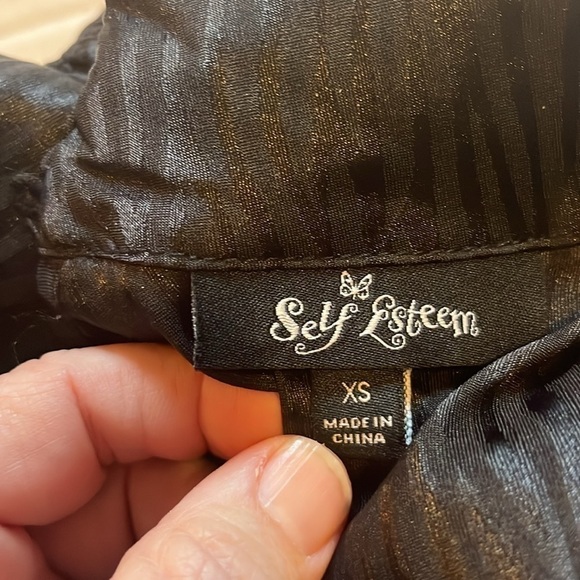 Self Esteem
XS
MADE IN
CHINA